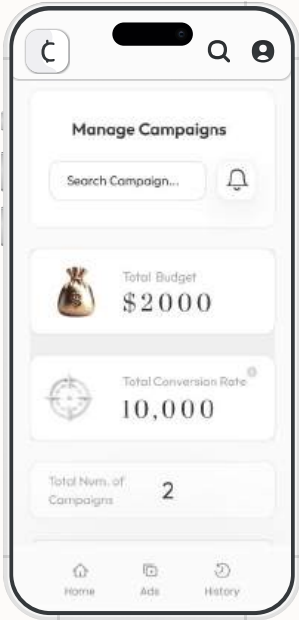 Manage Campaigns
Search Campaign...
Total Budget
$2000
Total Conversion Rate
10,000
Total Num. of
Campaigns
2
Home
Ads
History